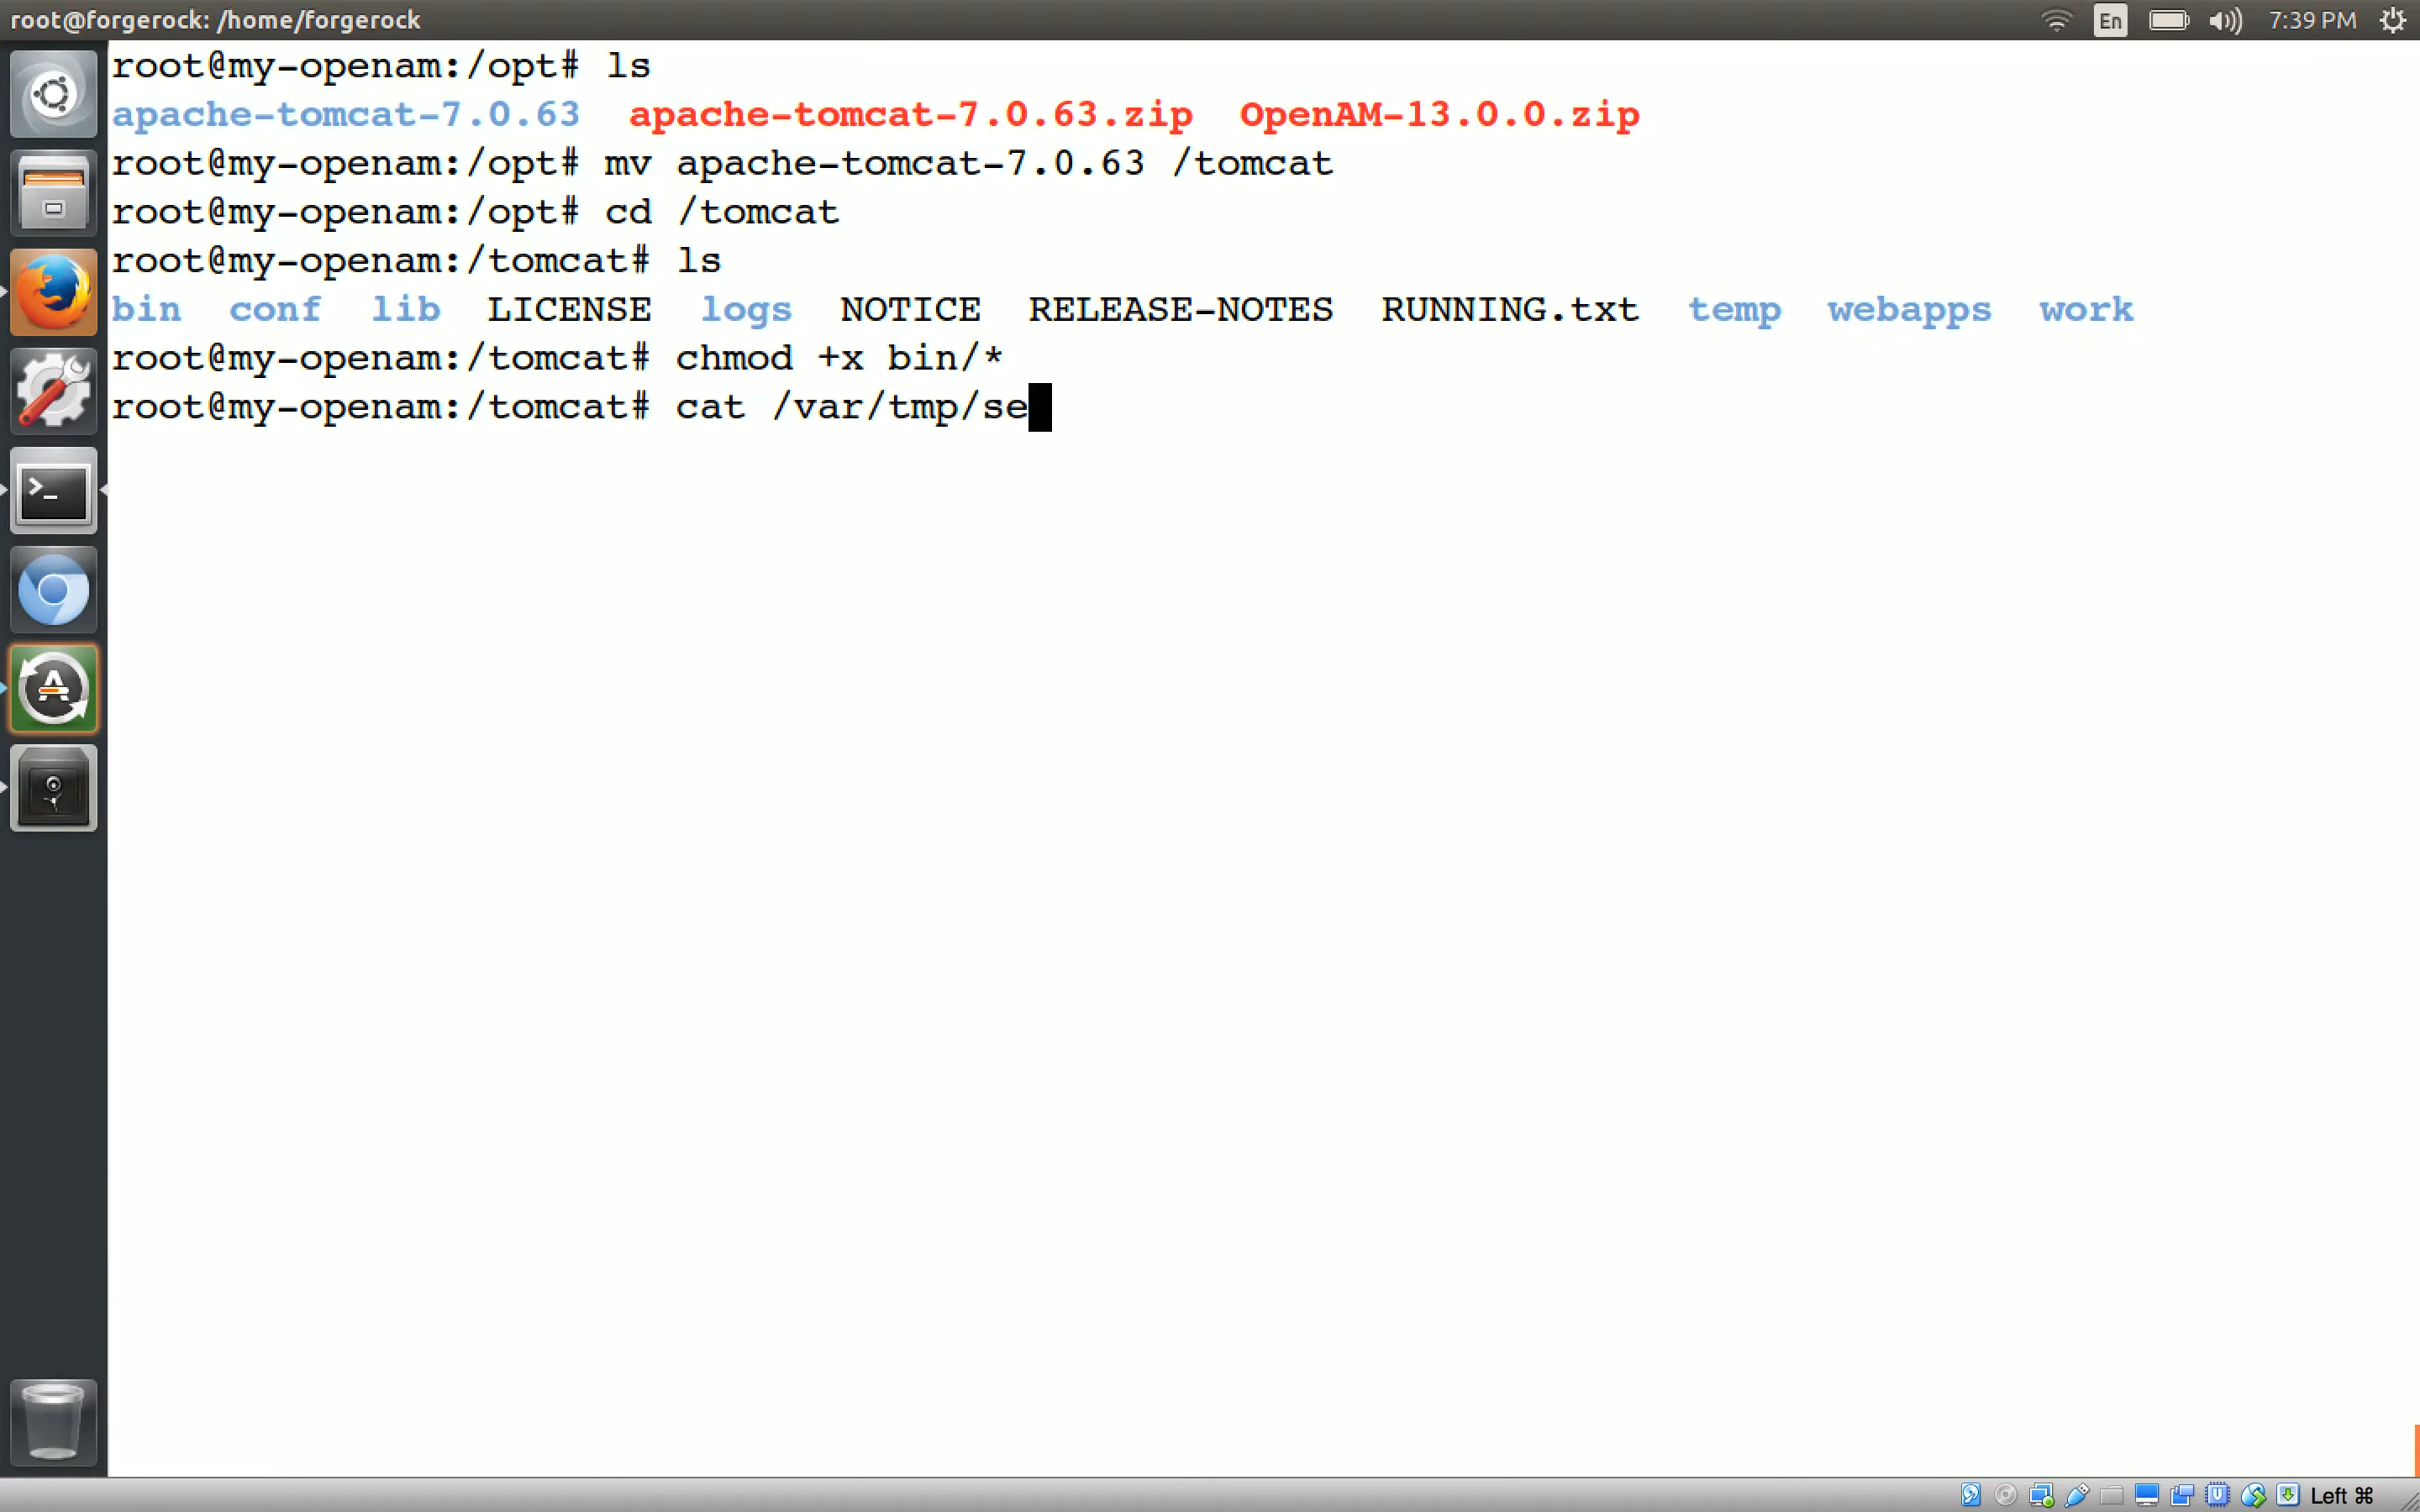 root@forgerock: /home/forgerock
En
7:39 PM
root@my-openam:/opt# ls
apache-tomcat-7.0.63  apache-tomcat-7.0.63.zip  OpenAM-13.0.0.zip
root@my-openam:/opt# mv apache-tomcat-7.0.63 /tomcat
root@my-openam:/opt# cd /tomcat
root@my-openam:/tomcat# ls
bin  conf  lib  LICENSE  logs  NOTICE  RELEASE-NOTES  RUNNING.txt  temp  webapps  work
root@my-openam:/tomcat# chmod +x bin/*
root@my-openam:/tomcat# cat /var/tmp/se
Left ⌘